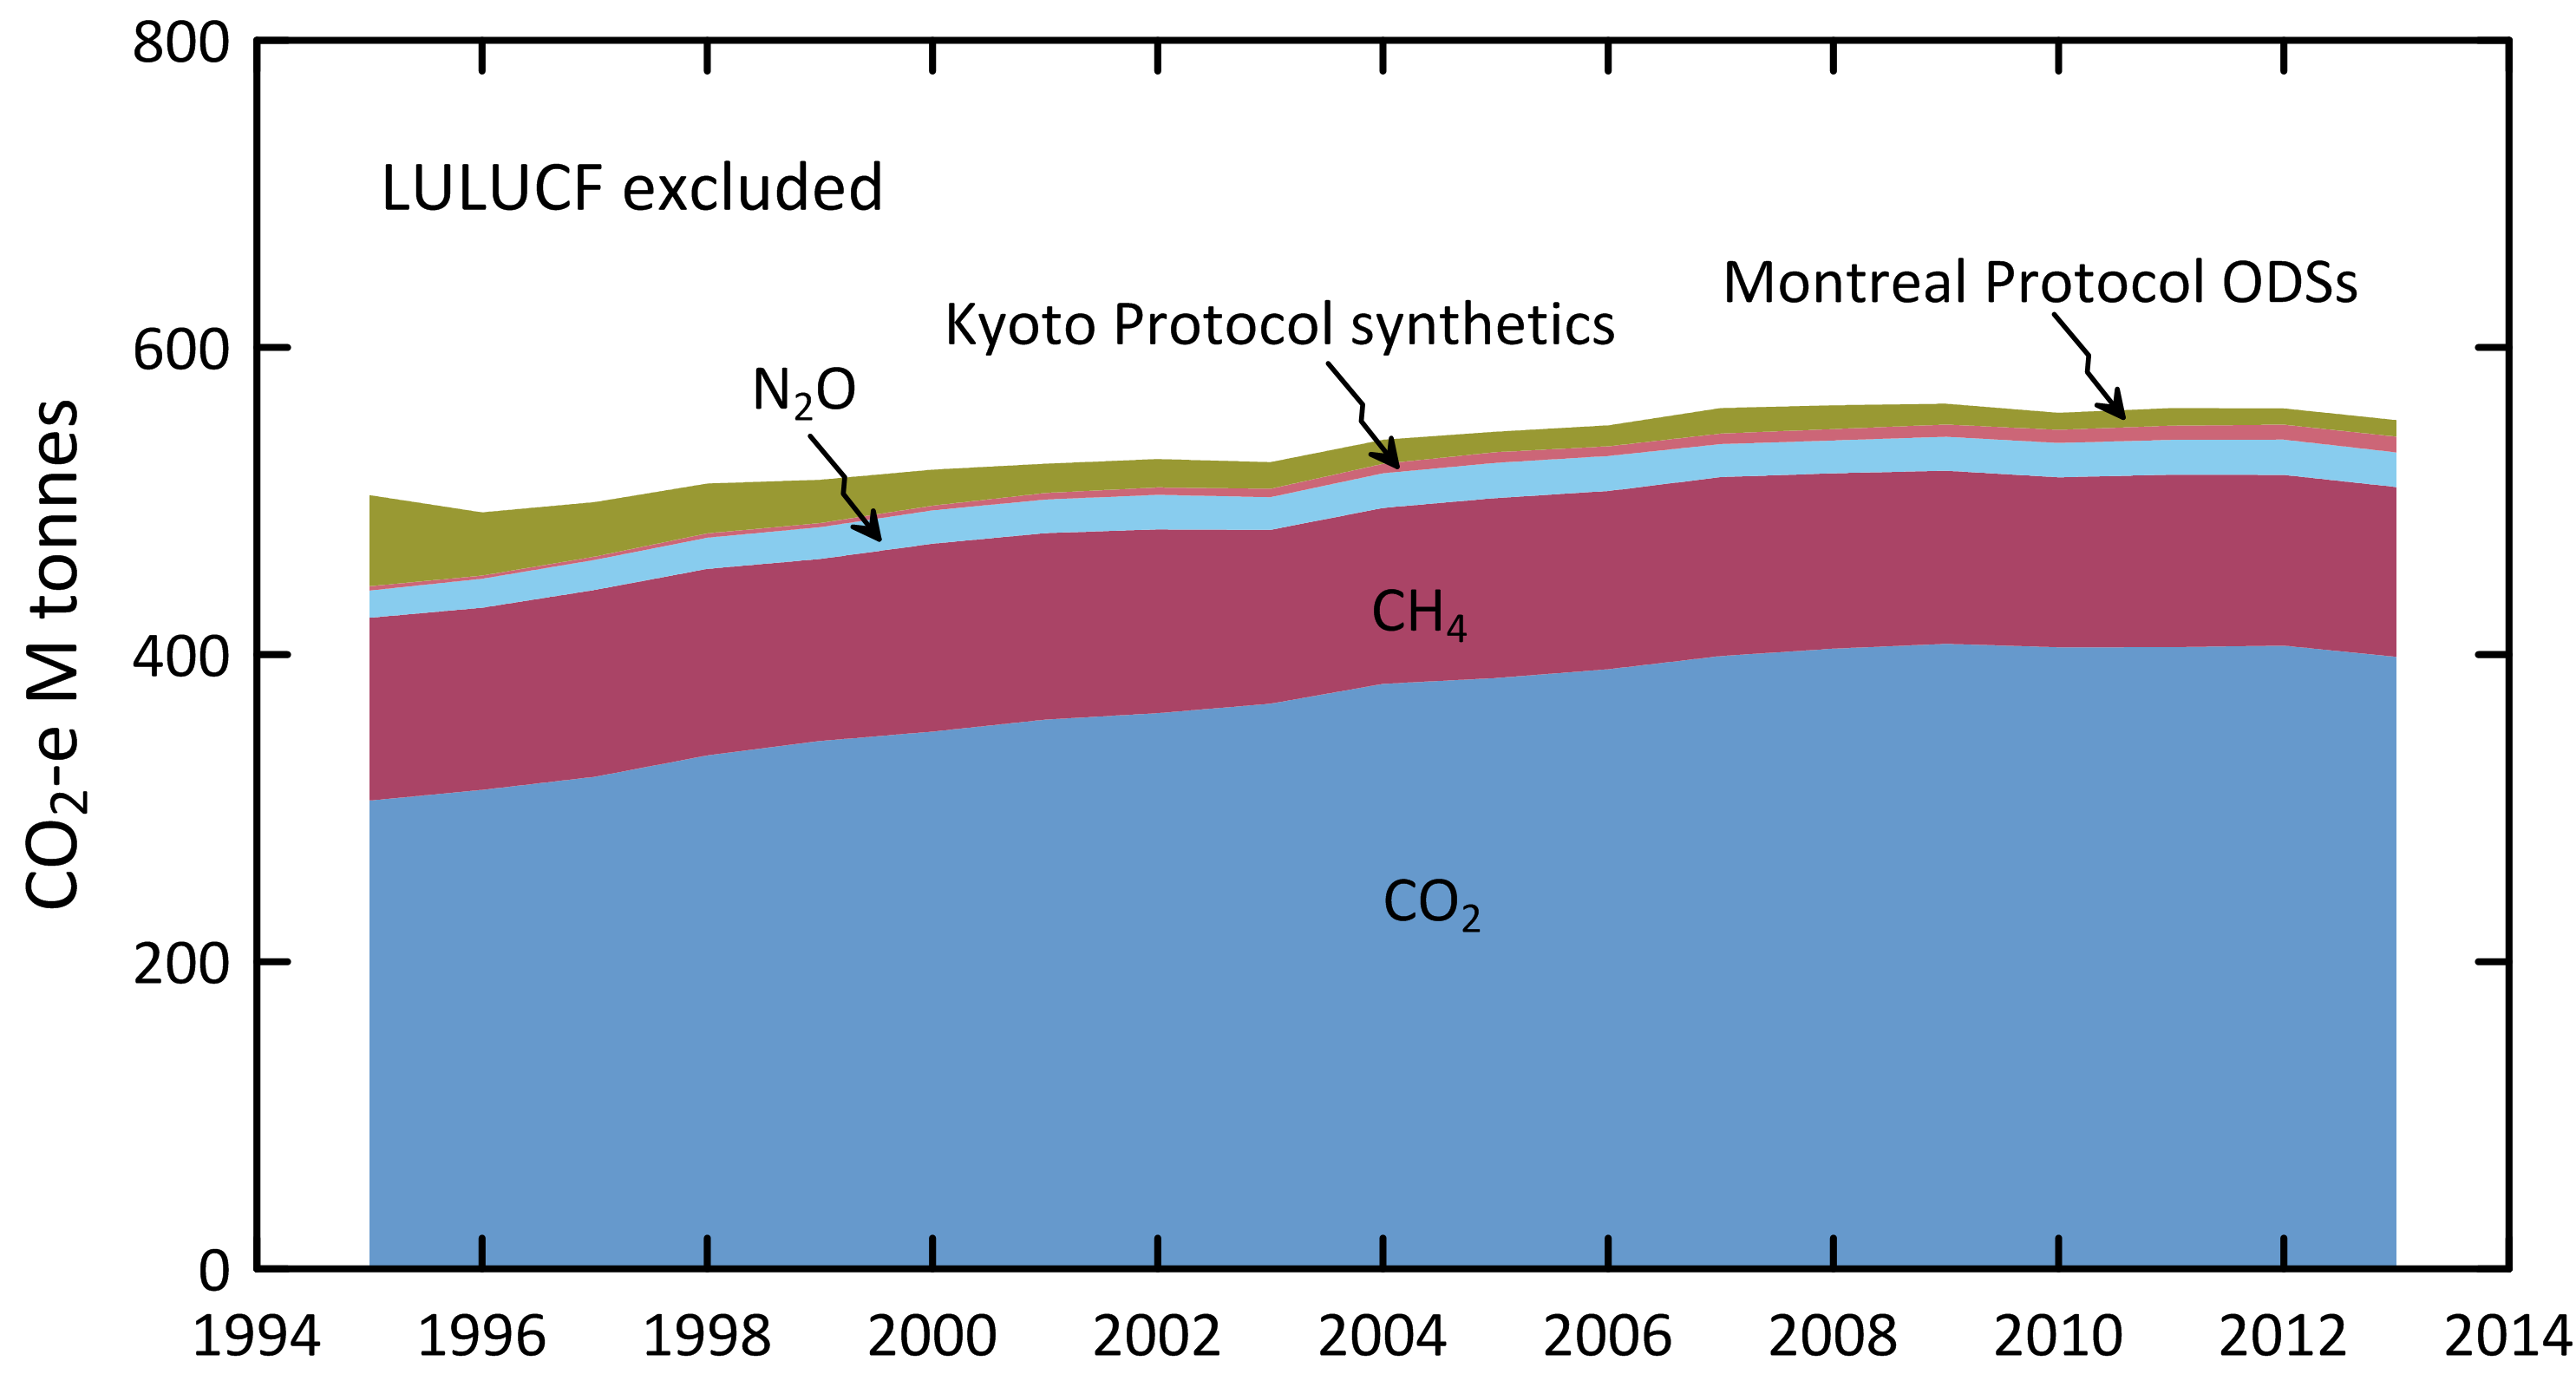 800
LULUCF excluded
Montreal Protocol ODSs
Kyoto Protocol synthetics
600
N₂O
CH₄
400
CO₂-e M tonnes
CO₂
200
0
1994 1996 1998 2000 2002 2004 2006 2008 2010 2012 2014